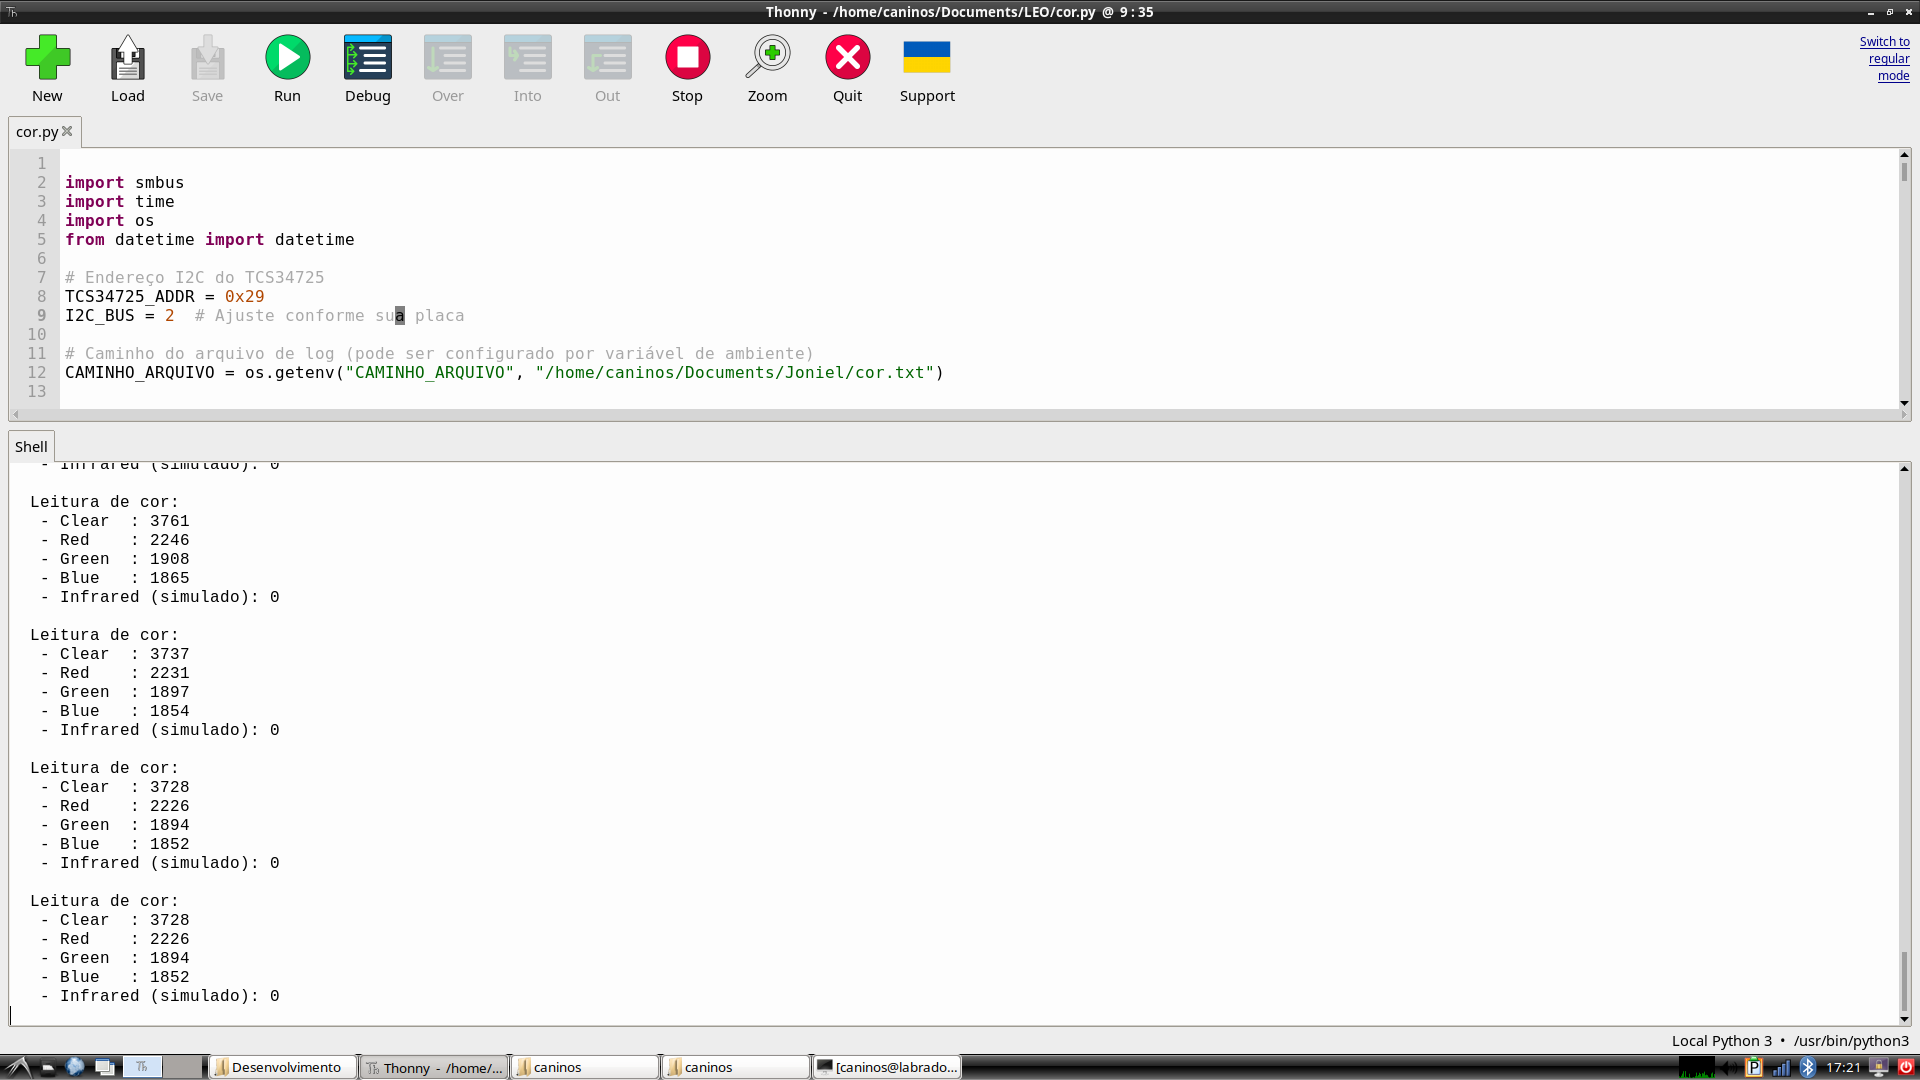 Thonny - /home/caninos/Documents/LEO/cor.py @ 9 : 35
New Load Save Run Debug Over Into Out Stop Zoom Quit Support
Switch to
regular
mode
cor.py
1
2 import smbus
3 import time
4 import os
5 from datetime import datetime
6
7 # Endereço I2C do TCS34725
8 TCS34725_ADDR = 0x29
9 I2C_BUS = 2  # Ajuste conforme sua placa
10
11 # Caminho do arquivo de log (pode ser configurado por variável de ambiente)
12 CAMINHO_ARQUIVO = os.getenv("CAMINHO_ARQUIVO", "/home/caninos/Documents/Joniel/cor.txt")
13
Shell
- Infrared (simulado): 0
Leitura de cor:
- Clear  : 3761
- Red    : 2246
- Green  : 1908
- Blue   : 1865
- Infrared (simulado): 0
Leitura de cor:
- Clear  : 3737
- Red    : 2231
- Green  : 1897
- Blue   : 1854
- Infrared (simulado): 0
Leitura de cor:
- Clear  : 3728
- Red    : 2226
- Green  : 1894
- Blue   : 1852
- Infrared (simulado): 0
Leitura de cor:
- Clear  : 3728
- Red    : 2226
- Green  : 1894
- Blue   : 1852
- Infrared (simulado): 0
Local Python 3 • /usr/bin/python3
Desenvolvimento Thonny - /home/... caninos caninos [caninos@labrado... 17:21